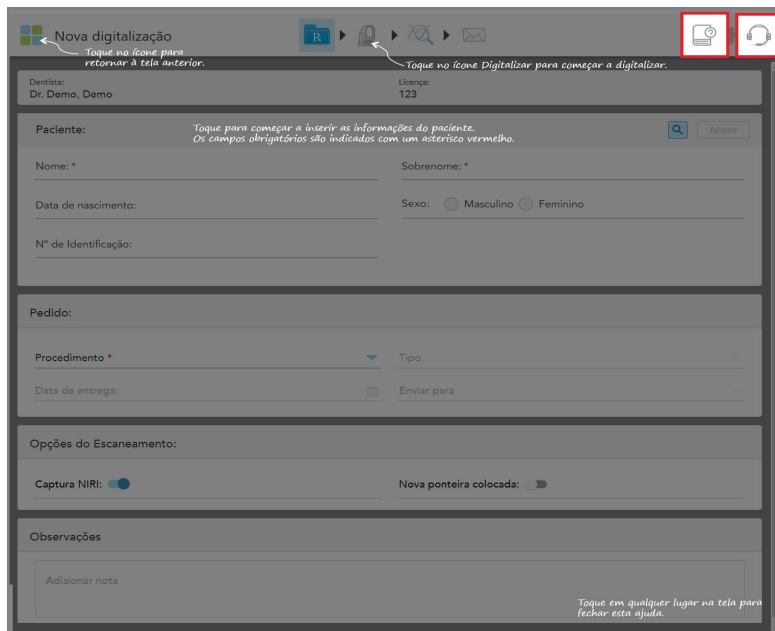 Nova digitalização
R
Toque no ícone para
retornar à tela anterior.
Toque no ícone Digitalizar para começar a digitalizar.
Dentista:
Dr. Demo, Demo
Licença:
123
Paciente:
Toque para começar a inserir as informações do paciente.
Os campos obrigatórios são indicados com um asterisco vermelho.
Apagar
Nome: *
Sobrenome: *
Data de nascimento:
Sexo: Masculino Feminino
Nº de Identificação:
Pedido:
Procedimento *
Tipo
Data de entrega:
Enviar para
Opções do Escaneamento:
Captura NIRI:
Nova ponteira colocada:
Observações
Adiaionar nota
Toque em qualquer lugar na tela para
fechar esta ajuda.